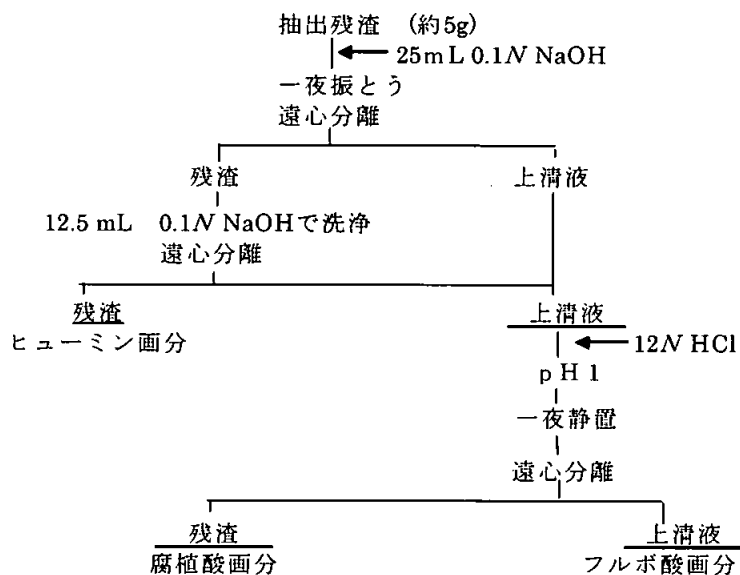 抽出残渣 (約5g)
25mL 0.1N NaOH
一夜振とう
遠心分離
残渣 上清液
12.5 mL 0.1N NaOHで洗浄
遠心分離
残渣 上清液
ヒューミン画分
12N HCl
pH1
一夜静置
遠心分離
残渣 上清液
腐植酸画分 フルボ酸画分